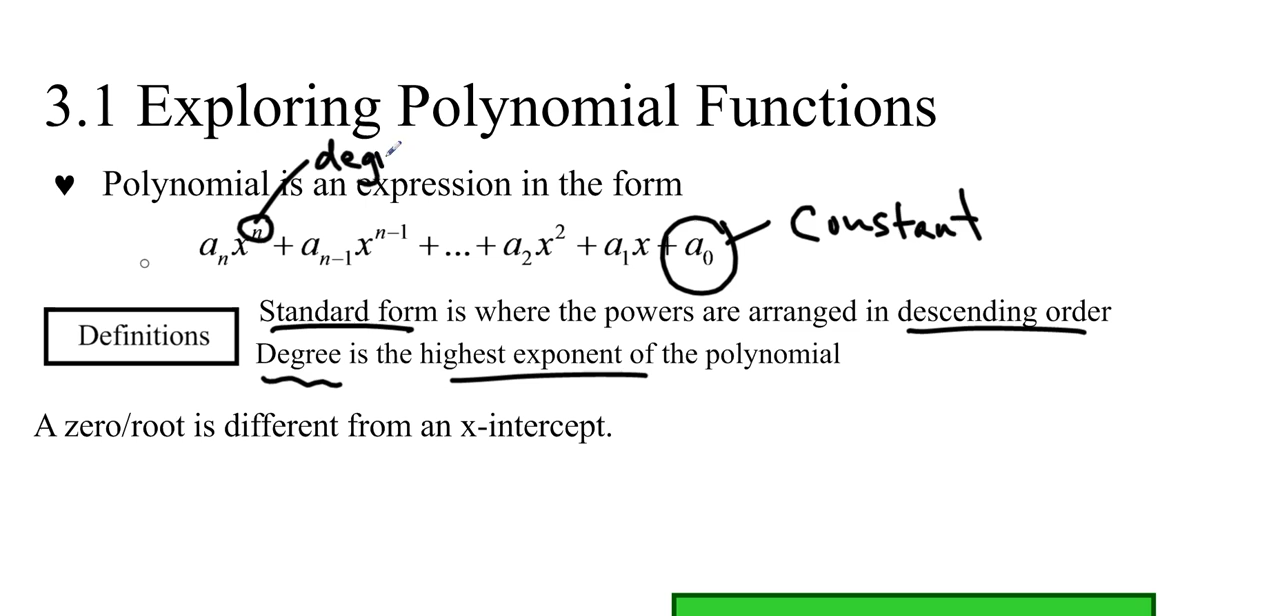 3.1 Exploring Polynomial Functions
deg
♥ Polynomial is an expression in the form
aₙxⁿ + aₙ₋₁xⁿ⁻¹ + ... + a₂x² + a₁x + a₀
Constant
Definitions
Standard form is where the powers are arranged in descending order
Degree is the highest exponent of the polynomial
A zero/root is different from an x-intercept.